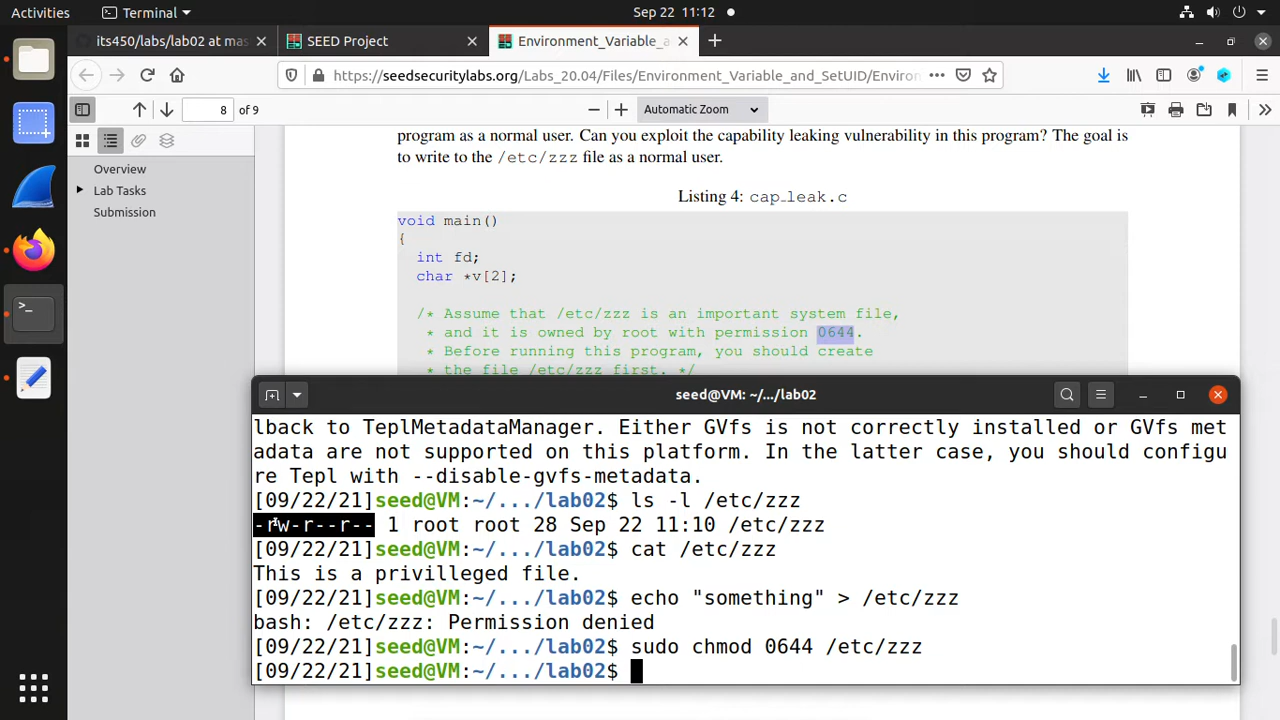 Activities
Terminal
Sep 22 11:12
its450/labs/lab02 at mas
SEED Project
Environment_Variable_a
https://seedsecuritylabs.org/Labs_20.04/Files/Environment_Variable_and_SetUID/Environ
8
of 9
Automatic Zoom
Overview
Lab Tasks
Submission
program as a normal user. Can you exploit the capability leaking vulnerability in this program? The goal is
to write to the /etc/zzz file as a normal user.
Listing 4: cap_leak.c
void main()
{
int fd;
char *v[2];
/* Assume that /etc/zzz is an important system file,
* and it is owned by root with permission 0644.
* Before running this program, you should create
* the file /etc/zzz first. */
seed@VM: ~/.../lab02
lback to TeplMetadataManager. Either GVfs is not correctly installed or GVfs met
adata are not supported on this platform. In the latter case, you should configu
re Tepl with --disable-gvfs-metadata.
[09/22/21]seed@VM:~/.../lab02$ ls -l /etc/zzz
-rw-r--r-- 1 root root 28 Sep 22 11:10 /etc/zzz
[09/22/21]seed@VM:~/.../lab02$ cat /etc/zzz
This is a privilleged file.
[09/22/21]seed@VM:~/.../lab02$ echo "something" > /etc/zzz
bash: /etc/zzz: Permission denied
[09/22/21]seed@VM:~/.../lab02$ sudo chmod 0644 /etc/zzz
[09/22/21]seed@VM:~/.../lab02$